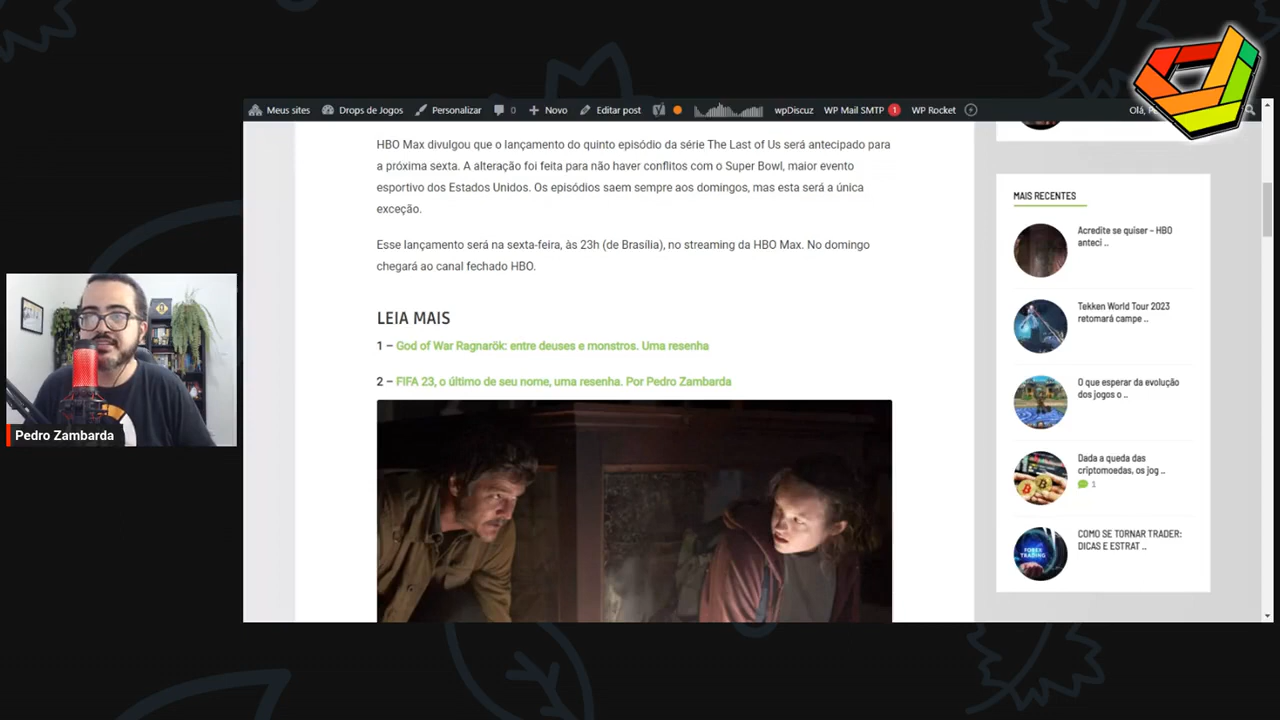 Meus sites
Drops de Jogos
Personalizar
0
Novo
Editar post
wpDiscuz
WP Mail SMTP 1
WP Rocket
Olá,
HBO Max divulgou que o lançamento do quinto episódio da série The Last of Us será antecipado para
a próxima sexta. A alteração foi feita para não haver conflitos com o Super Bowl, maior evento
esportivo dos Estados Unidos. Os episódios saem sempre aos domingos, mas esta será a única
exceção.
Esse lançamento será na sexta-feira, às 23h (de Brasília), no streaming da HBO Max. No domingo
chegará ao canal fechado HBO.
LEIA MAIS
1 – God of War Ragnarök: entre deuses e monstros. Uma resenha
2 – FIFA 23, o último de seu nome, uma resenha. Por Pedro Zambarda
MAIS RECENTES
Acredite se quiser – HBO
anteci ..
Tekken World Tour 2023
retomará campe ..
O que esperar da evolução
dos jogos o ..
Dada a queda das
criptomoedas, os jog ..
1
COMO SE TORNAR TRADER:
DICAS E ESTRAT ..
FOREX
TRADING
Pedro Zambarda